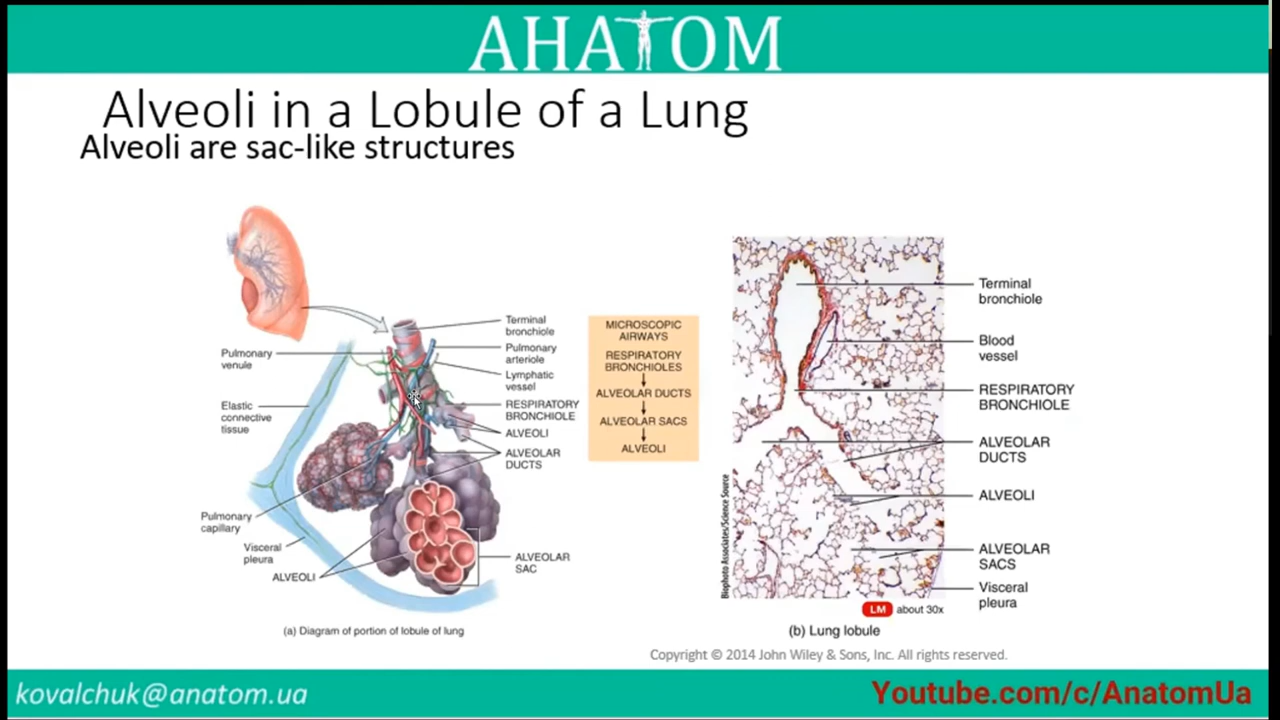 AHATOM
Alveoli in a Lobule of a Lung
Alveoli are sac-like structures
Pulmonary
venule
Elastic
connective
tissue
Pulmonary
capillary
Visceral
pleura
ALVEOLI
Terminal
bronchiole
Pulmonary
arteriole
Lymphatic
vessel
RESPIRATORY
BRONCHIOLE
ALVEOLI
ALVEOLAR
DUCTS
ALVEOLAR
SAC
(a) Diagram of portion of lobule of lung
MICROSCOPIC
AIRWAYS
RESPIRATORY
BRONCHIOLES
ALVEOLAR DUCTS
ALVEOLAR SACS
ALVEOLI
Biophoto Associates/Science Source
Terminal
bronchiole
Blood
vessel
RESPIRATORY
BRONCHIOLE
ALVEOLAR
DUCTS
ALVEOLI
ALVEOLAR
SACS
Visceral
pleura
LM about 30x
(b) Lung lobule
Copyright © 2014 John Wiley & Sons, Inc. All rights reserved.
kovalchuk@anatom.ua
Youtube.com/c/AnatomUa